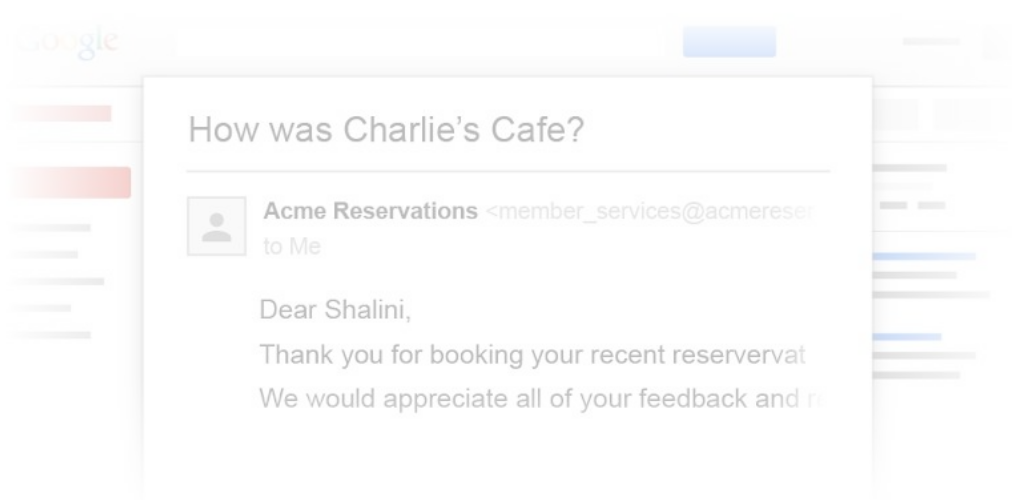 Google
How was Charlie's Cafe?
Acme Reservations <member_services@acmereser
to Me
Dear Shalini,
Thank you for booking your recent reservervat
We would appreciate all of your feedback and re